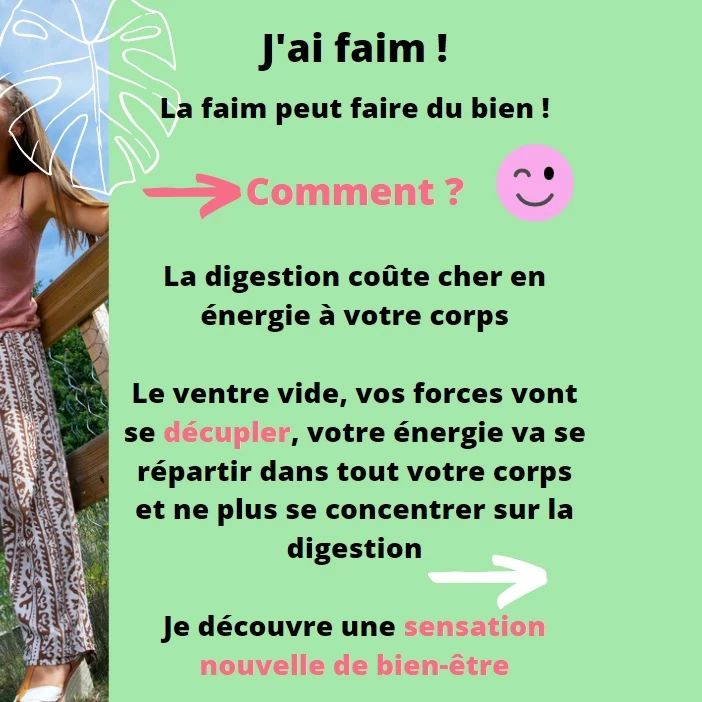 J'ai faim !
La faim peut faire du bien !
Comment ?
La digestion coûte cher en
énergie à votre corps
Le ventre vide, vos forces vont
se décupler, votre énergie va se
répartir dans tout votre corps
et ne plus se concentrer sur la
digestion
Je découvre une sensation
nouvelle de bien-être